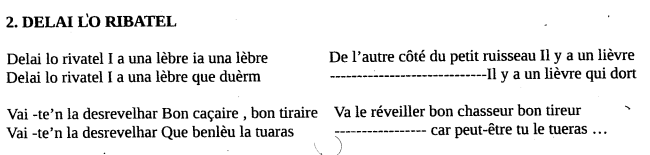 2. DELAI L'O RIBATEL
Delai lo rivatel I a una lèbre ia una lèbre
Delai lo rivatel I a una lèbre que duèrm
De l'autre côté du petit ruisseau Il y a un lièvre
-----------------------------Il y a un lièvre qui dort
Vai -te'n la desrevelhar Bon caçaire , bon tiraire
Vai -te'n la desrevelhar Que benlèu la tuaras
Va le réveiller bon chasseur bon tireur
----------------- car peut-être tu le tueras ...